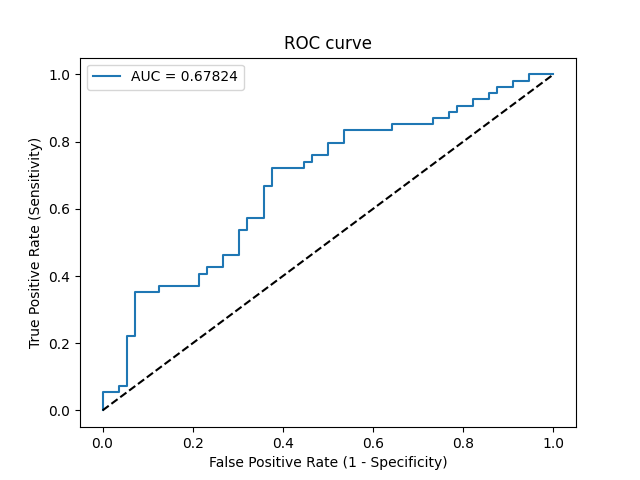 ROC curve
AUC = 0.67824
1.0
0.8
0.6
0.4
0.2
0.0
True Positive Rate (Sensitivity)
0.0 0.2 0.4 0.6 0.8 1.0
False Positive Rate (1 - Specificity)